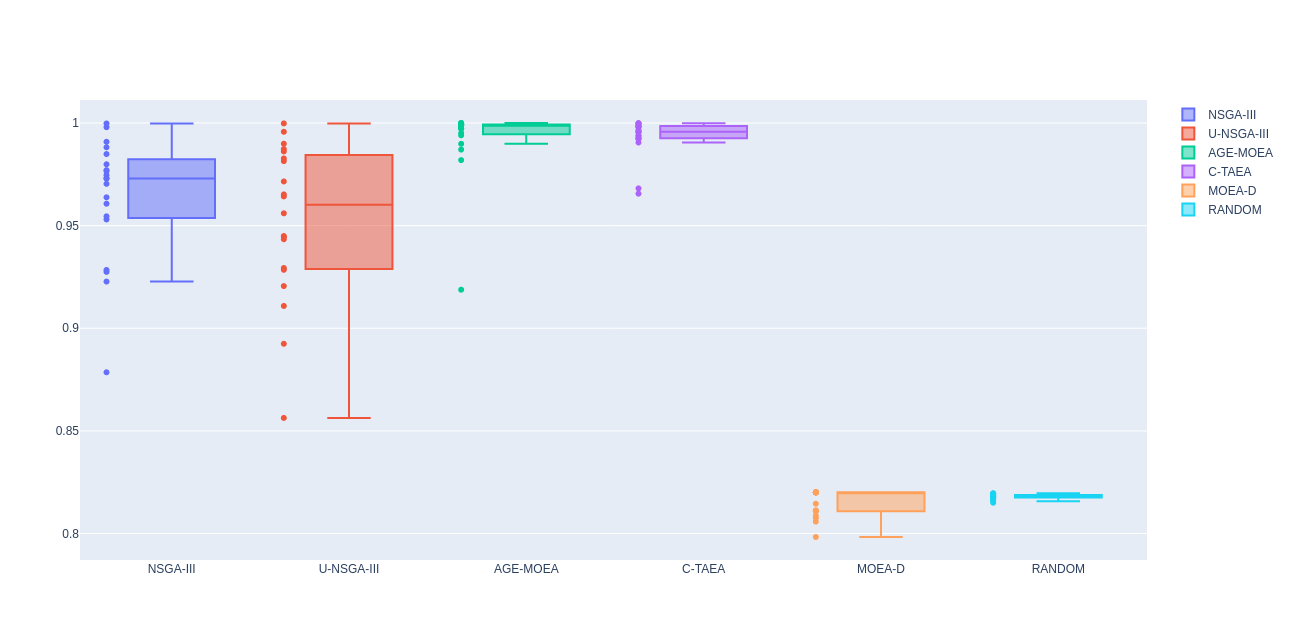 1
0.95
0.9
0.85
0.8
NSGA-III
U-NSGA-III
AGE-MOEA
C-TAEA
MOEA-D
RANDOM
NSGA-III
U-NSGA-III
AGE-MOEA
C-TAEA
MOEA-D
RANDOM